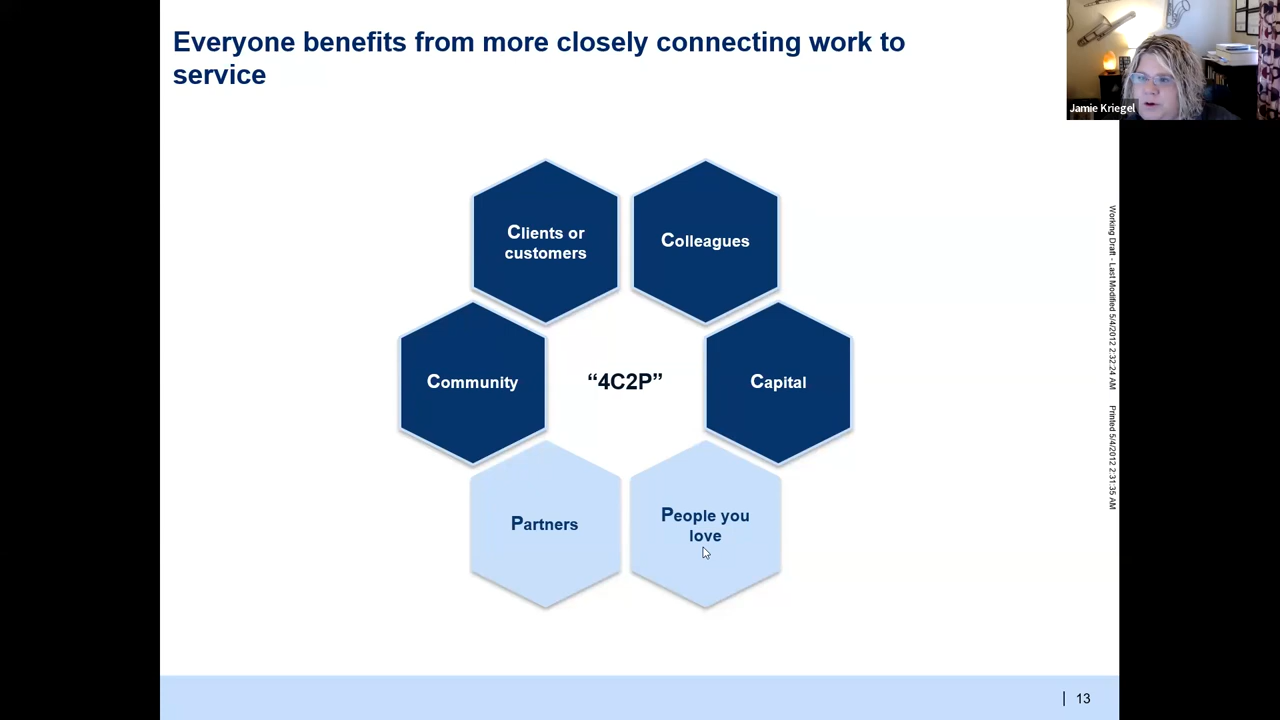 Everyone benefits from more closely connecting work to
service
Jamie Kriegel
Clients or
customers
Colleagues
Community
“4C2P”
Capital
Partners
People you
love
Working Draft - Last Modified 5/4/2012 2:32:24 AM
Printed 5/4/2012 2:31:35 AM
13